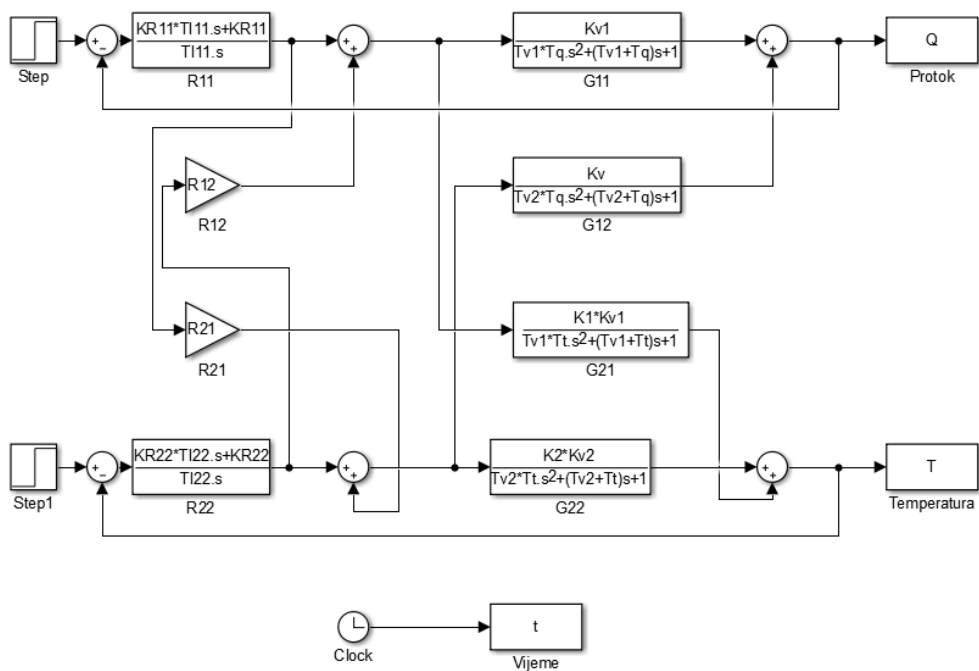 KR11*TI11.s+KR11
TI11.s
R11
Step
+
−
+
+
Kv1
Tv1*Tq.s2+(Tv1+Tq)s+1
G11
+
+
Q
Protok
R12
R12
Kv
Tv2*Tq.s2+(Tv2+Tq)s+1
G12
R21
R21
K1*Kv1
Tv1*Tt.s2+(Tv1+Tt)s+1
G21
Step1
+
−
KR22*TI22.s+KR22
TI22.s
R22
+
+
K2*Kv2
Tv2*Tt.s2+(Tv2+Tt)s+1
G22
+
+
T
Temperatura
Clock
t
Vijeme